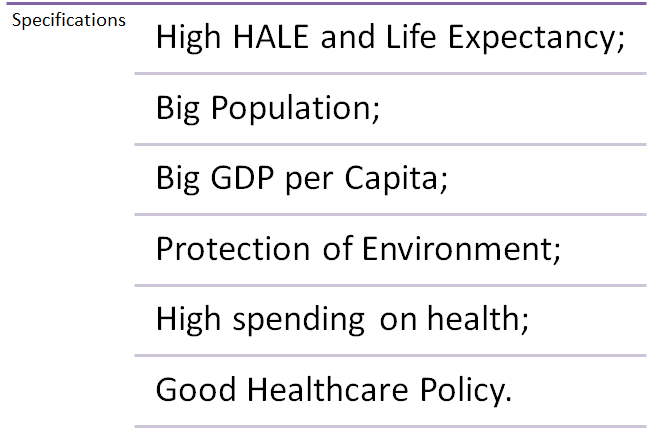 Specifications
High HALE and Life Expectancy;
Big Population;
Big GDP per Capita;
Protection of Environment;
High spending on health;
Good Healthcare Policy.